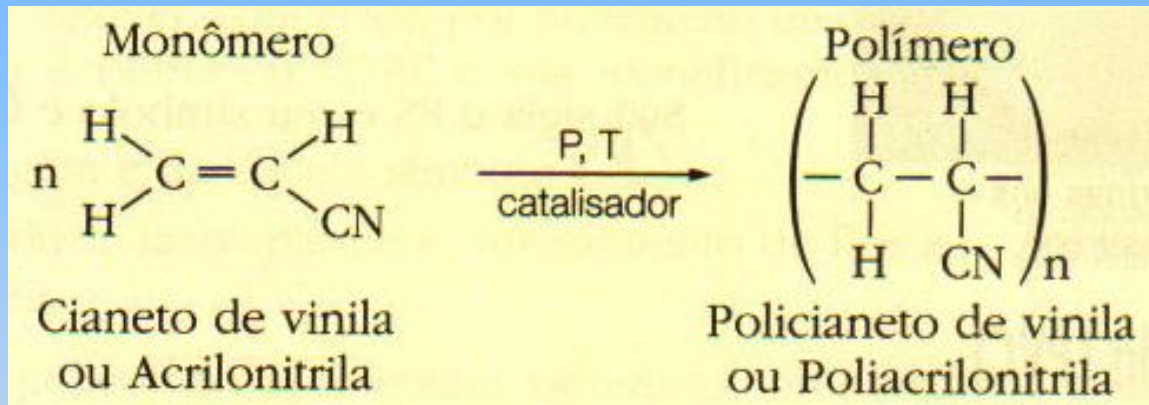 Monômero
Polímero
n H H C = C H CN
P, T
catalisador
( H H
— C — C —
H CN ) n
Cianeto de vinila
ou Acrilonitrila
Policianeto de vinila
ou Poliacrilonitrila